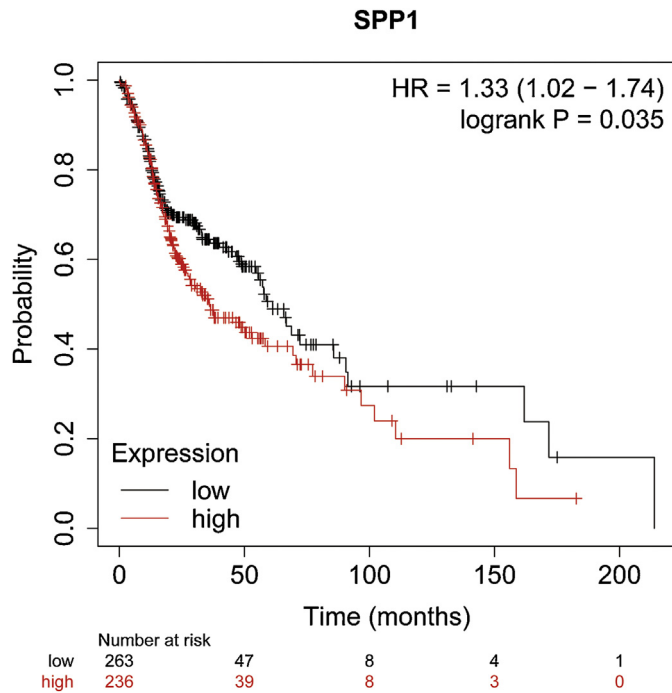 SPP1
HR = 1.33 (1.02 − 1.74)
logrank P = 0.035
Probability
1.0
0.8
0.6
0.4
0.2
0.0
Expression
low
high
0 50 100 150 200
Time (months)
Number at risk
low 263 47 8 4 1
high 236 39 8 3 0